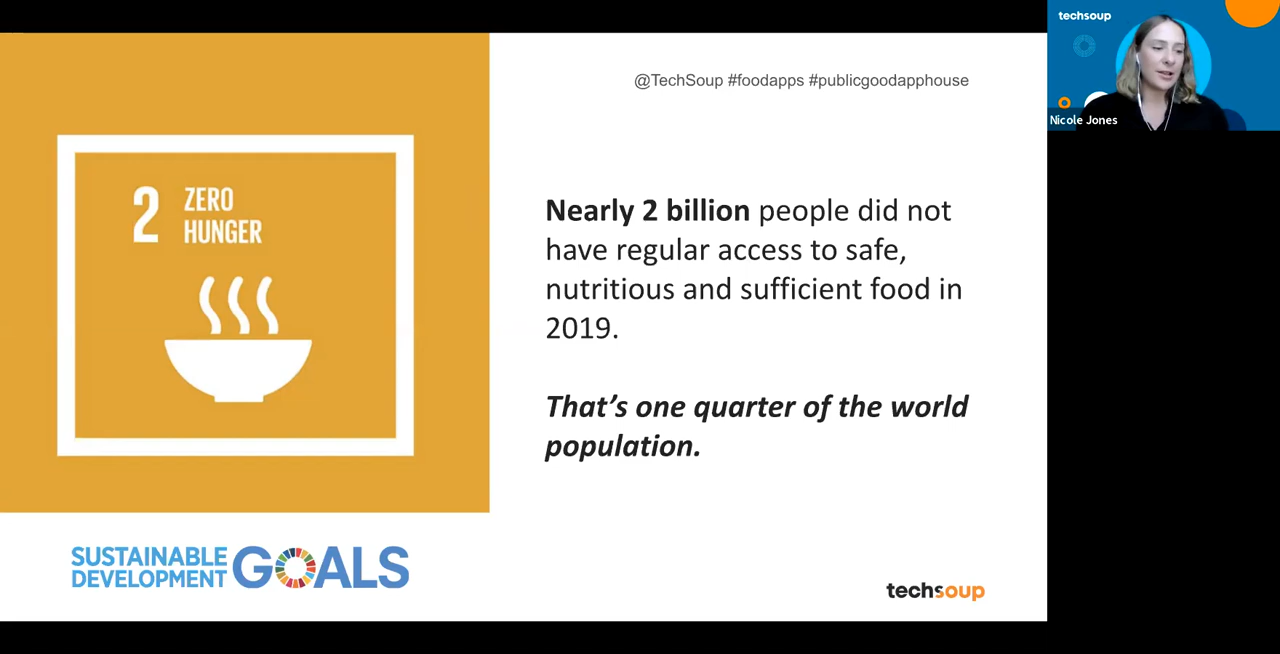 @TechSoup #foodapps #publicgoodapphouse
2 ZERO
HUNGER
Nearly 2 billion people did not
have regular access to safe,
nutritious and sufficient food in
2019.
That’s one quarter of the world
population.
SUSTAINABLE
DEVELOPMENT
GOALS
techsoup
techsoup
Nicole Jones